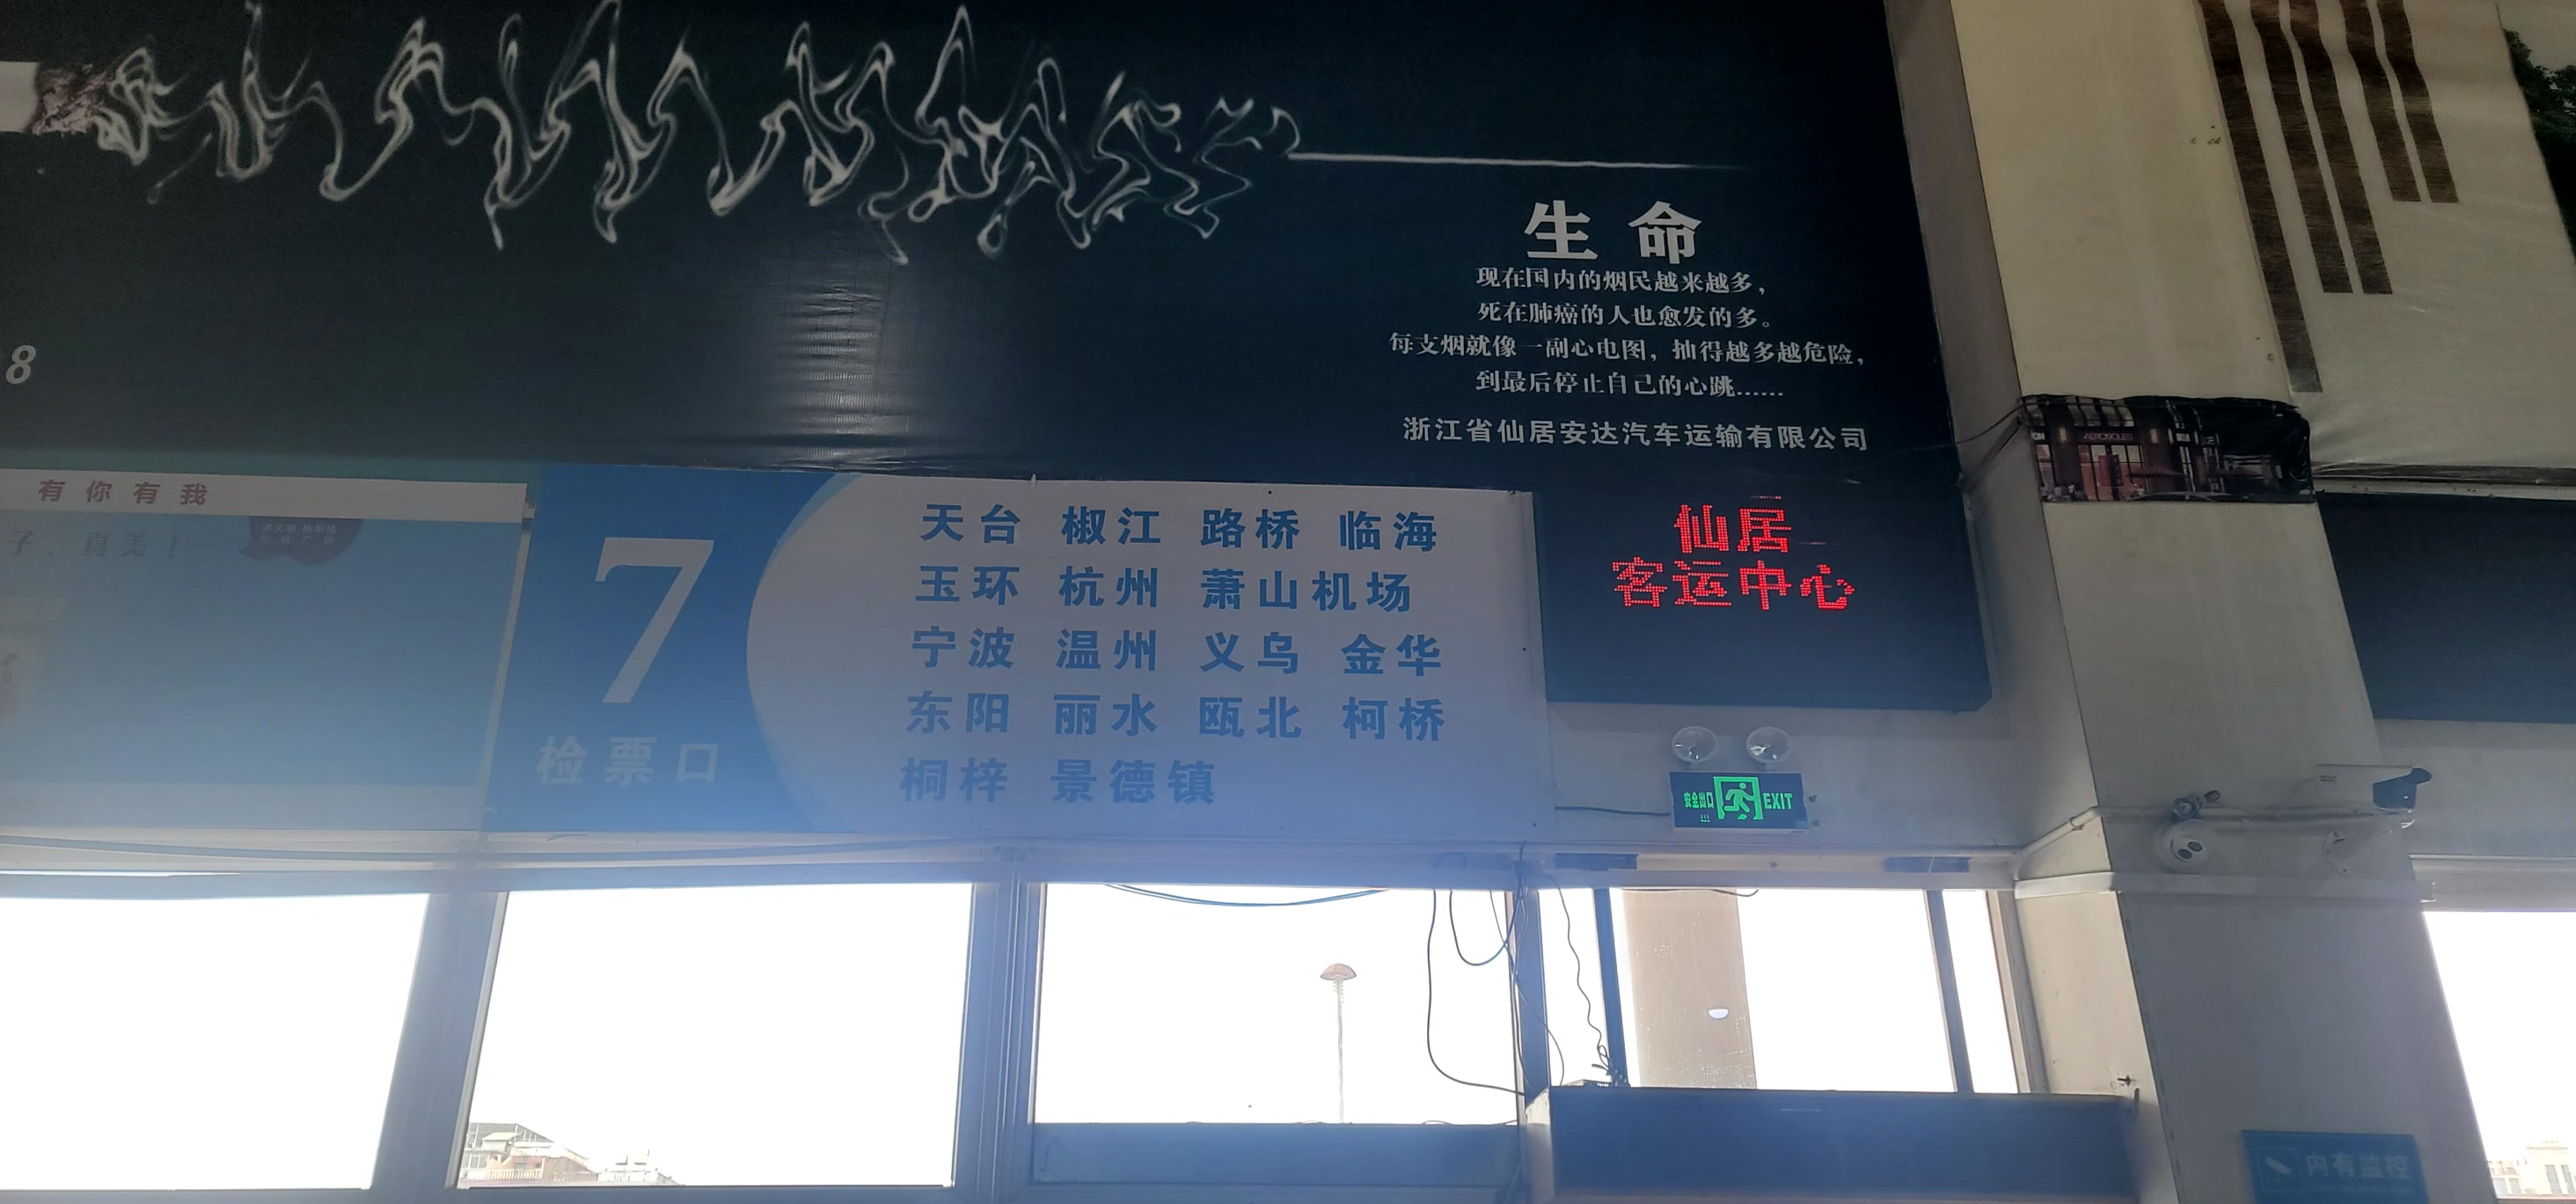 生命
现在国内的烟民越来越多，
死在肺癌的人也愈发的多。
每支烟就像一副心电图，抽得越多越危险，
到最后停止自己的心跳……
浙江省仙居安达汽车运输有限公司
8
有你有我
子，真美！
7
检票口
天台 椒江 路桥 临海
玉环 杭州 萧山机场
宁波 温州 义乌 金华
东阳 丽水 瓯北 柯桥
桐梓 景德镇
仙居
客运中心
安全出口 EXIT
AEROSOLES
内有监控